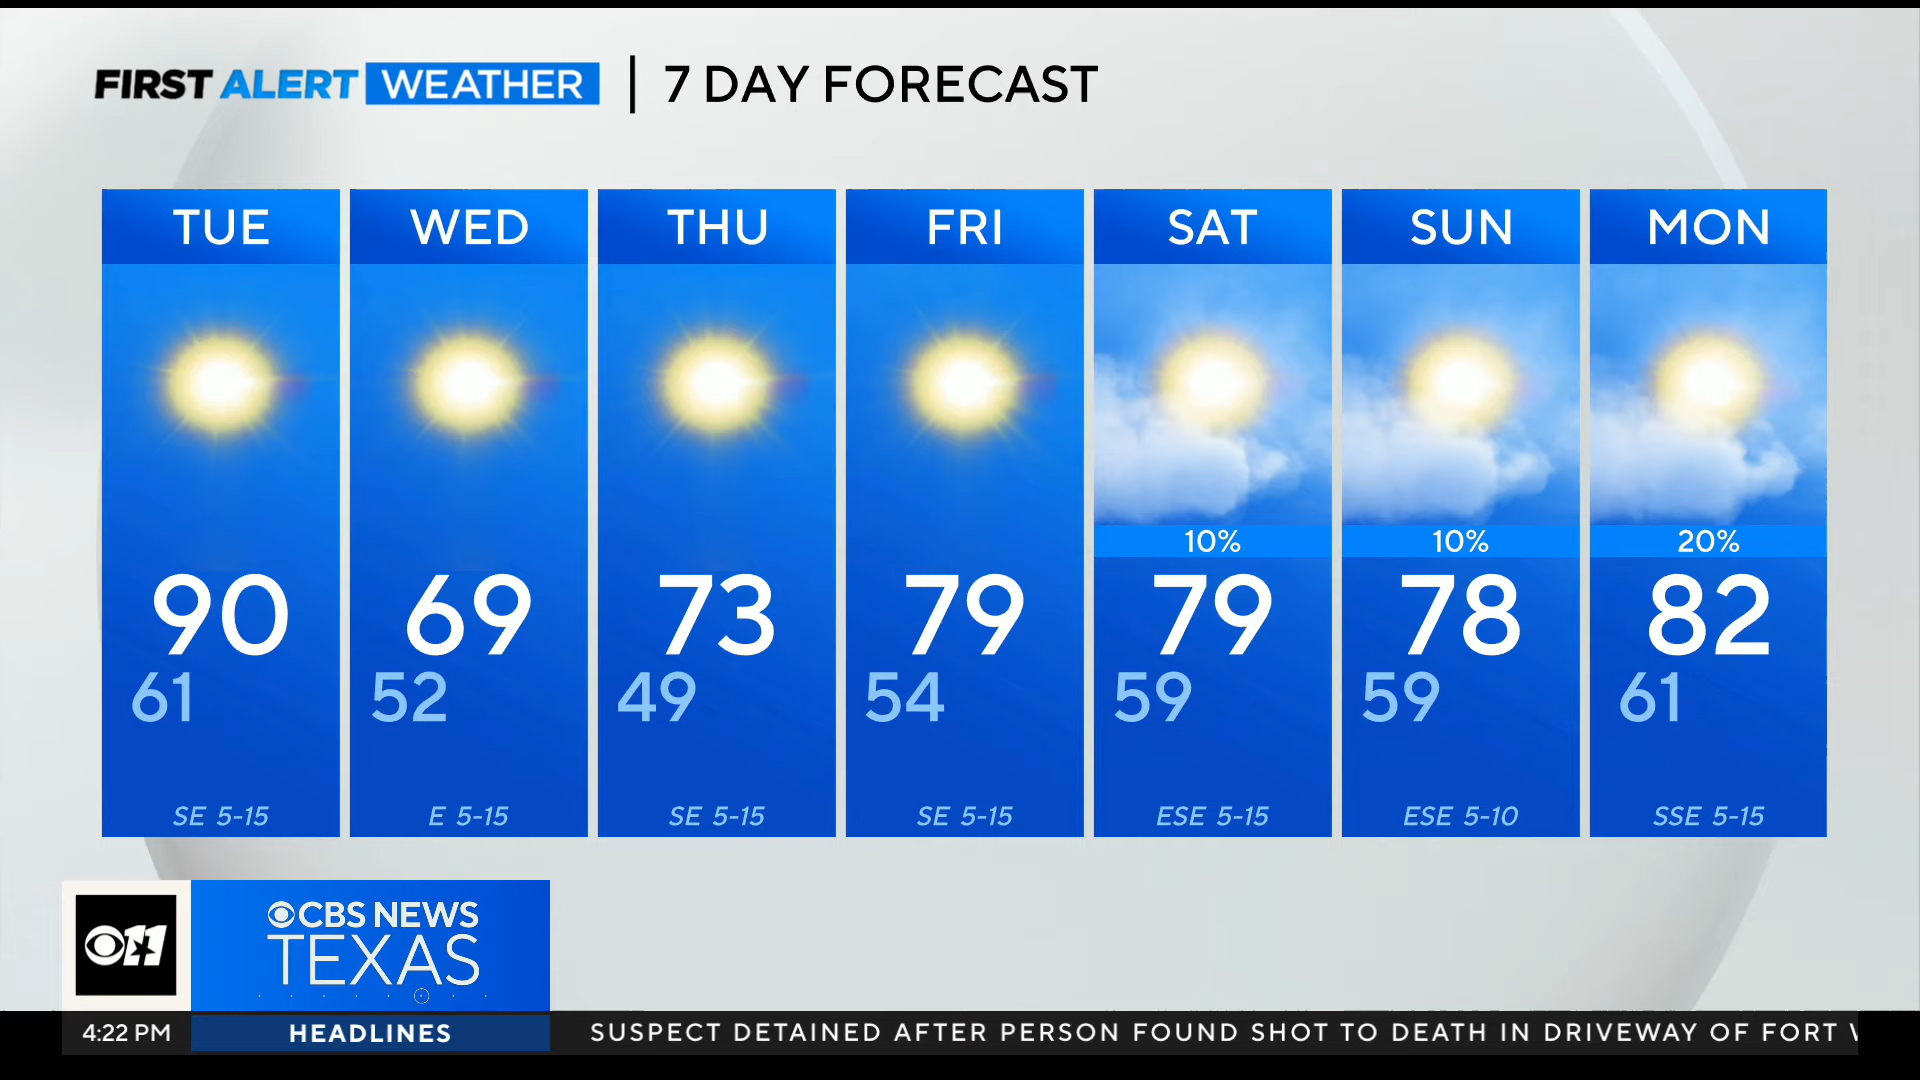 FIRST ALERT WEATHER | 7 DAY FORECAST
TUE WED THU FRI SAT SUN MON
10% 10% 20%
90 69 73 79 79 78 82
61 52 49 54 59 59 61
SE 5-15 E 5-15 SE 5-15 SE 5-15 ESE 5-15 ESE 5-10 SSE 5-15
11 CBS NEWS
TEXAS
4:22 PM HEADLINES SUSPECT DETAINED AFTER PERSON FOUND SHOT TO DEATH IN DRIVEWAY OF FORT